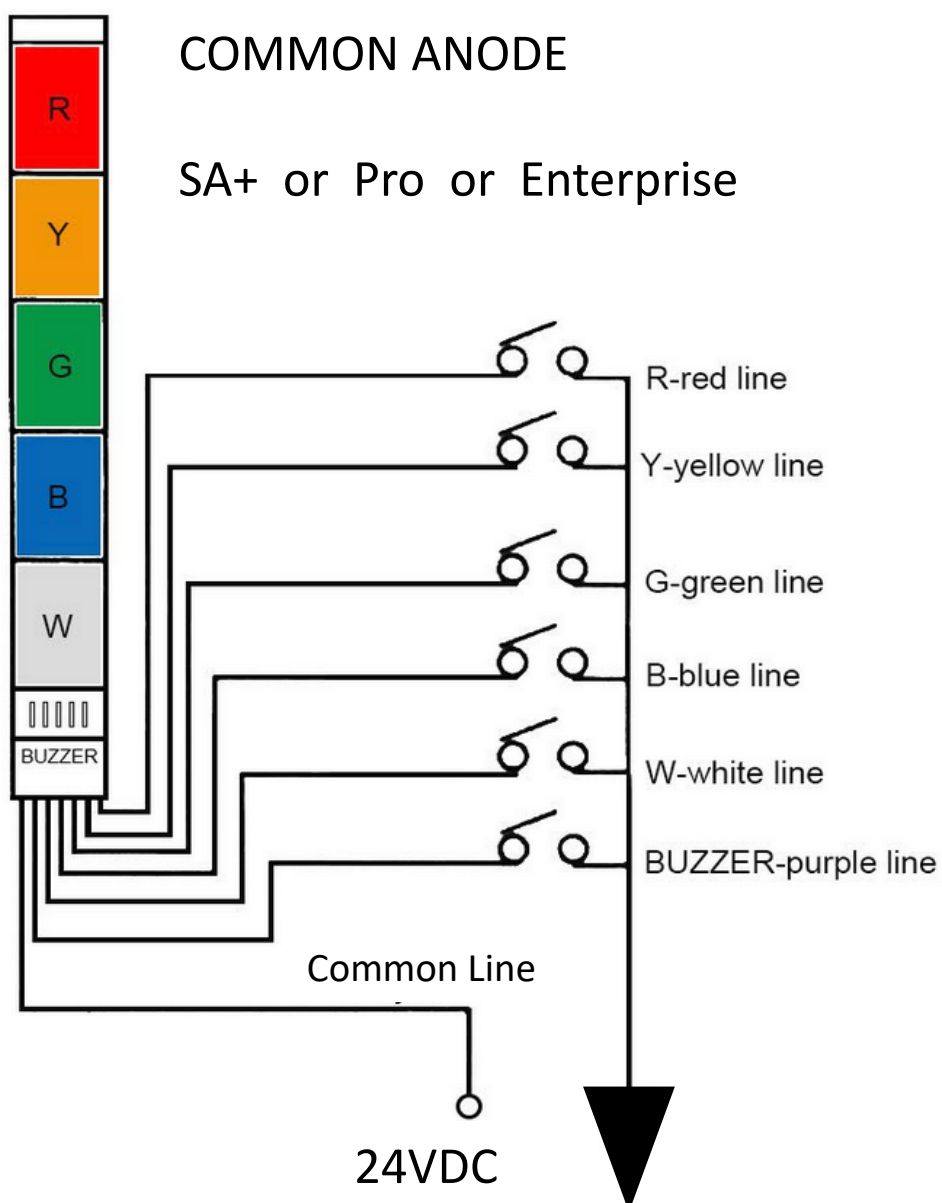 COMMON ANODE
SA+ or Pro or Enterprise
R
Y
G
B
W
BUZZER
R-red line
Y-yellow line
G-green line
B-blue line
W-white line
BUZZER-purple line
Common Line
24VDC